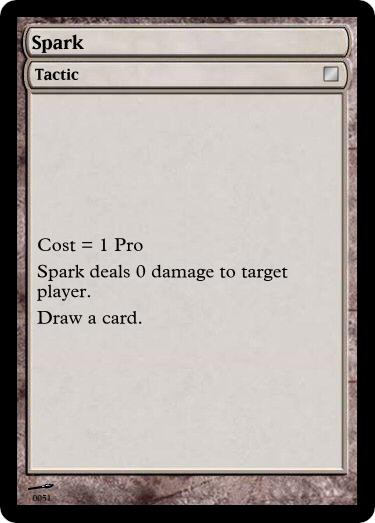 Spark
Tactic
Cost = 1 Pro
Spark deals 0 damage to target
player.
Draw a card.
0051